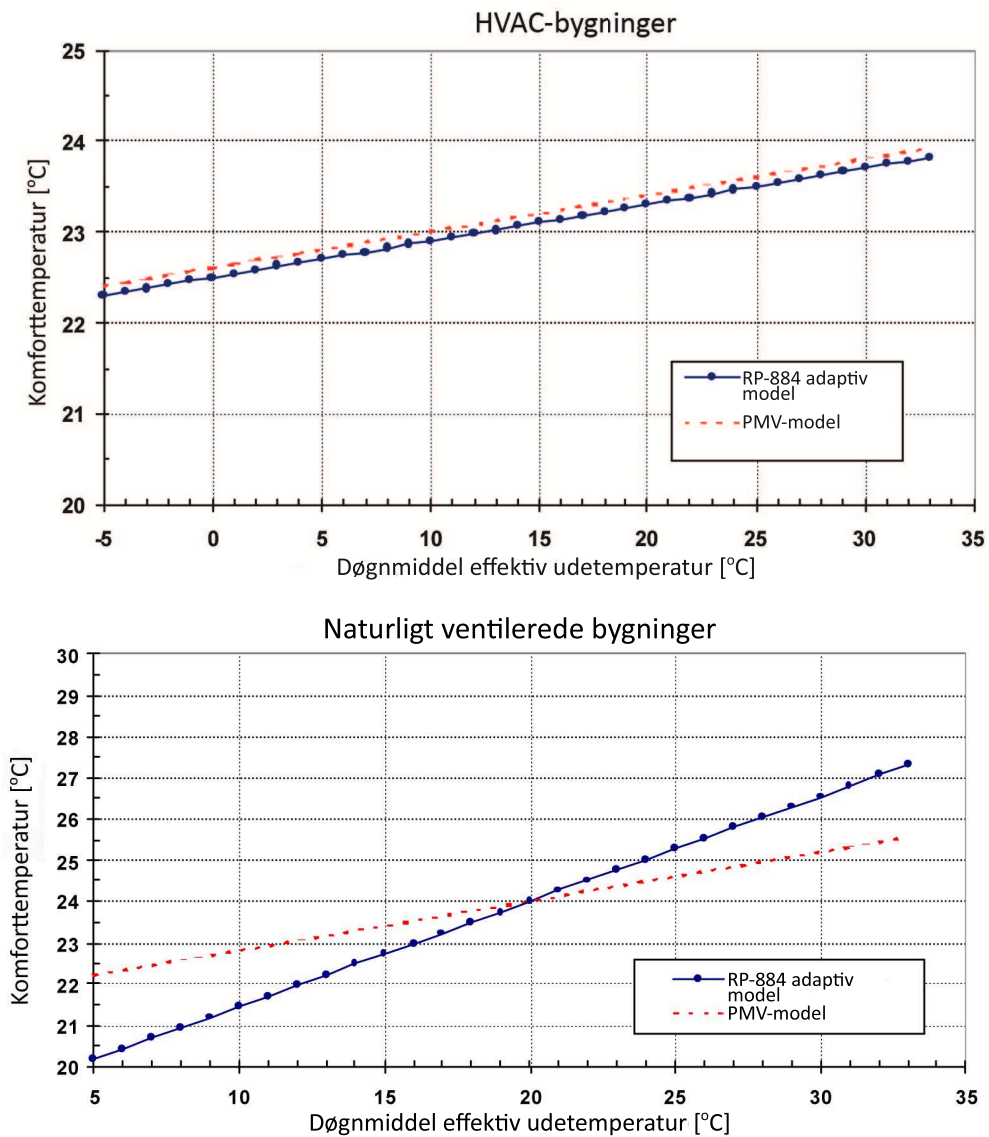 HVAC-bygninger
25
24
23
22
21
20
Komforttemperatur [°C]
RP-884 adaptiv
model
PMV-model
-5 0 5 10 15 20 25 30 35
Døgnmiddel effektiv udetemperatur [°C]
Naturligt ventilerede bygninger
30
29
28
27
26
25
24
23
22
21
20
Komforttemperatur [°C]
RP-884 adaptiv
model
PMV-model
5 10 15 20 25 30 35
Døgnmiddel effektiv udetemperatur [°C]